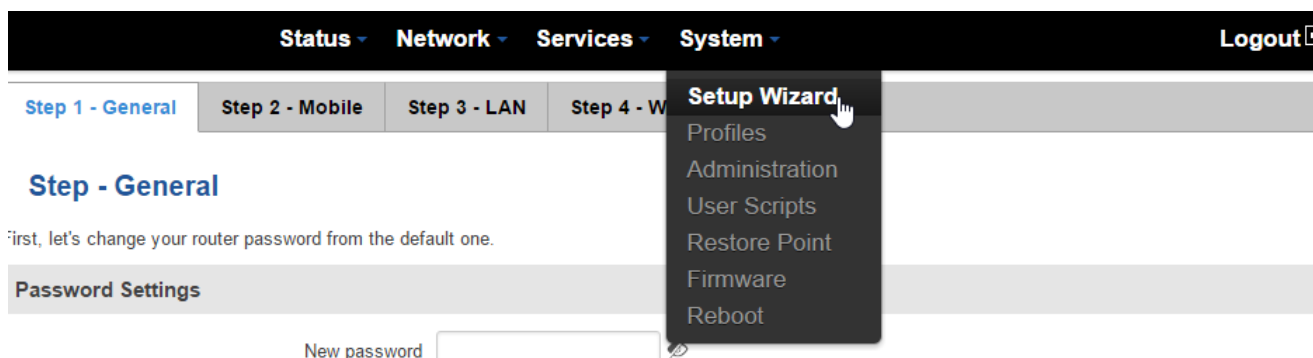 Status Network Services System Logout
Step 1 - General Step 2 - Mobile Step 3 - LAN Step 4 - W
Setup Wizard
Profiles
Administration
User Scripts
Restore Point
Firmware
Reboot
Step - General
First, let's change your router password from the default one.
Password Settings
New password